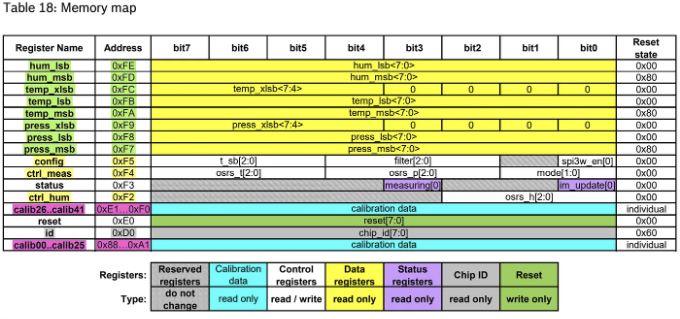 Table 18: Memory map
Register Name Address bit7 bit6 bit5 bit4 bit3 bit2 bit1 bit0 Reset state
hum_lsb 0xFE hum_lsb<7:0> 0x00
hum_msb 0xFD hum_msb<7:0> 0x80
temp_xlsb 0xFC temp_xlsb<7:4> 0 0 0 0 0x00
temp_lsb 0xFB temp_lsb<7:0> 0x00
temp_msb 0xFA temp_msb<7:0> 0x80
press_xlsb 0xF9 press_xlsb<7:4> 0 0 0 0 0x00
press_lsb 0xF8 press_lsb<7:0> 0x00
press_msb 0xF7 press_msb<7:0> 0x80
config 0xF5 t_sb[2:0] filter[2:0] spi3w_en[0] 0x00
ctrl_meas 0xF4 osrs_t[2:0] osrs_p[2:0] mode[1:0] 0x00
status 0xF3 measuring[0] im_update[0] 0x00
ctrl_hum 0xF2 osrs_h[2:0] 0x00
calib26..calib41 0xE1…0xF0 calibration data individual
reset 0xE0 reset[7:0] 0x00
id 0xD0 chip_id[7:0] 0x60
calib00..calib25 0x88…0xA1 calibration data individual
Registers: Reserved registers Calibration data Control registers Data registers Status registers Chip ID Reset
Type: do not change read only read / write read only read only read only write only